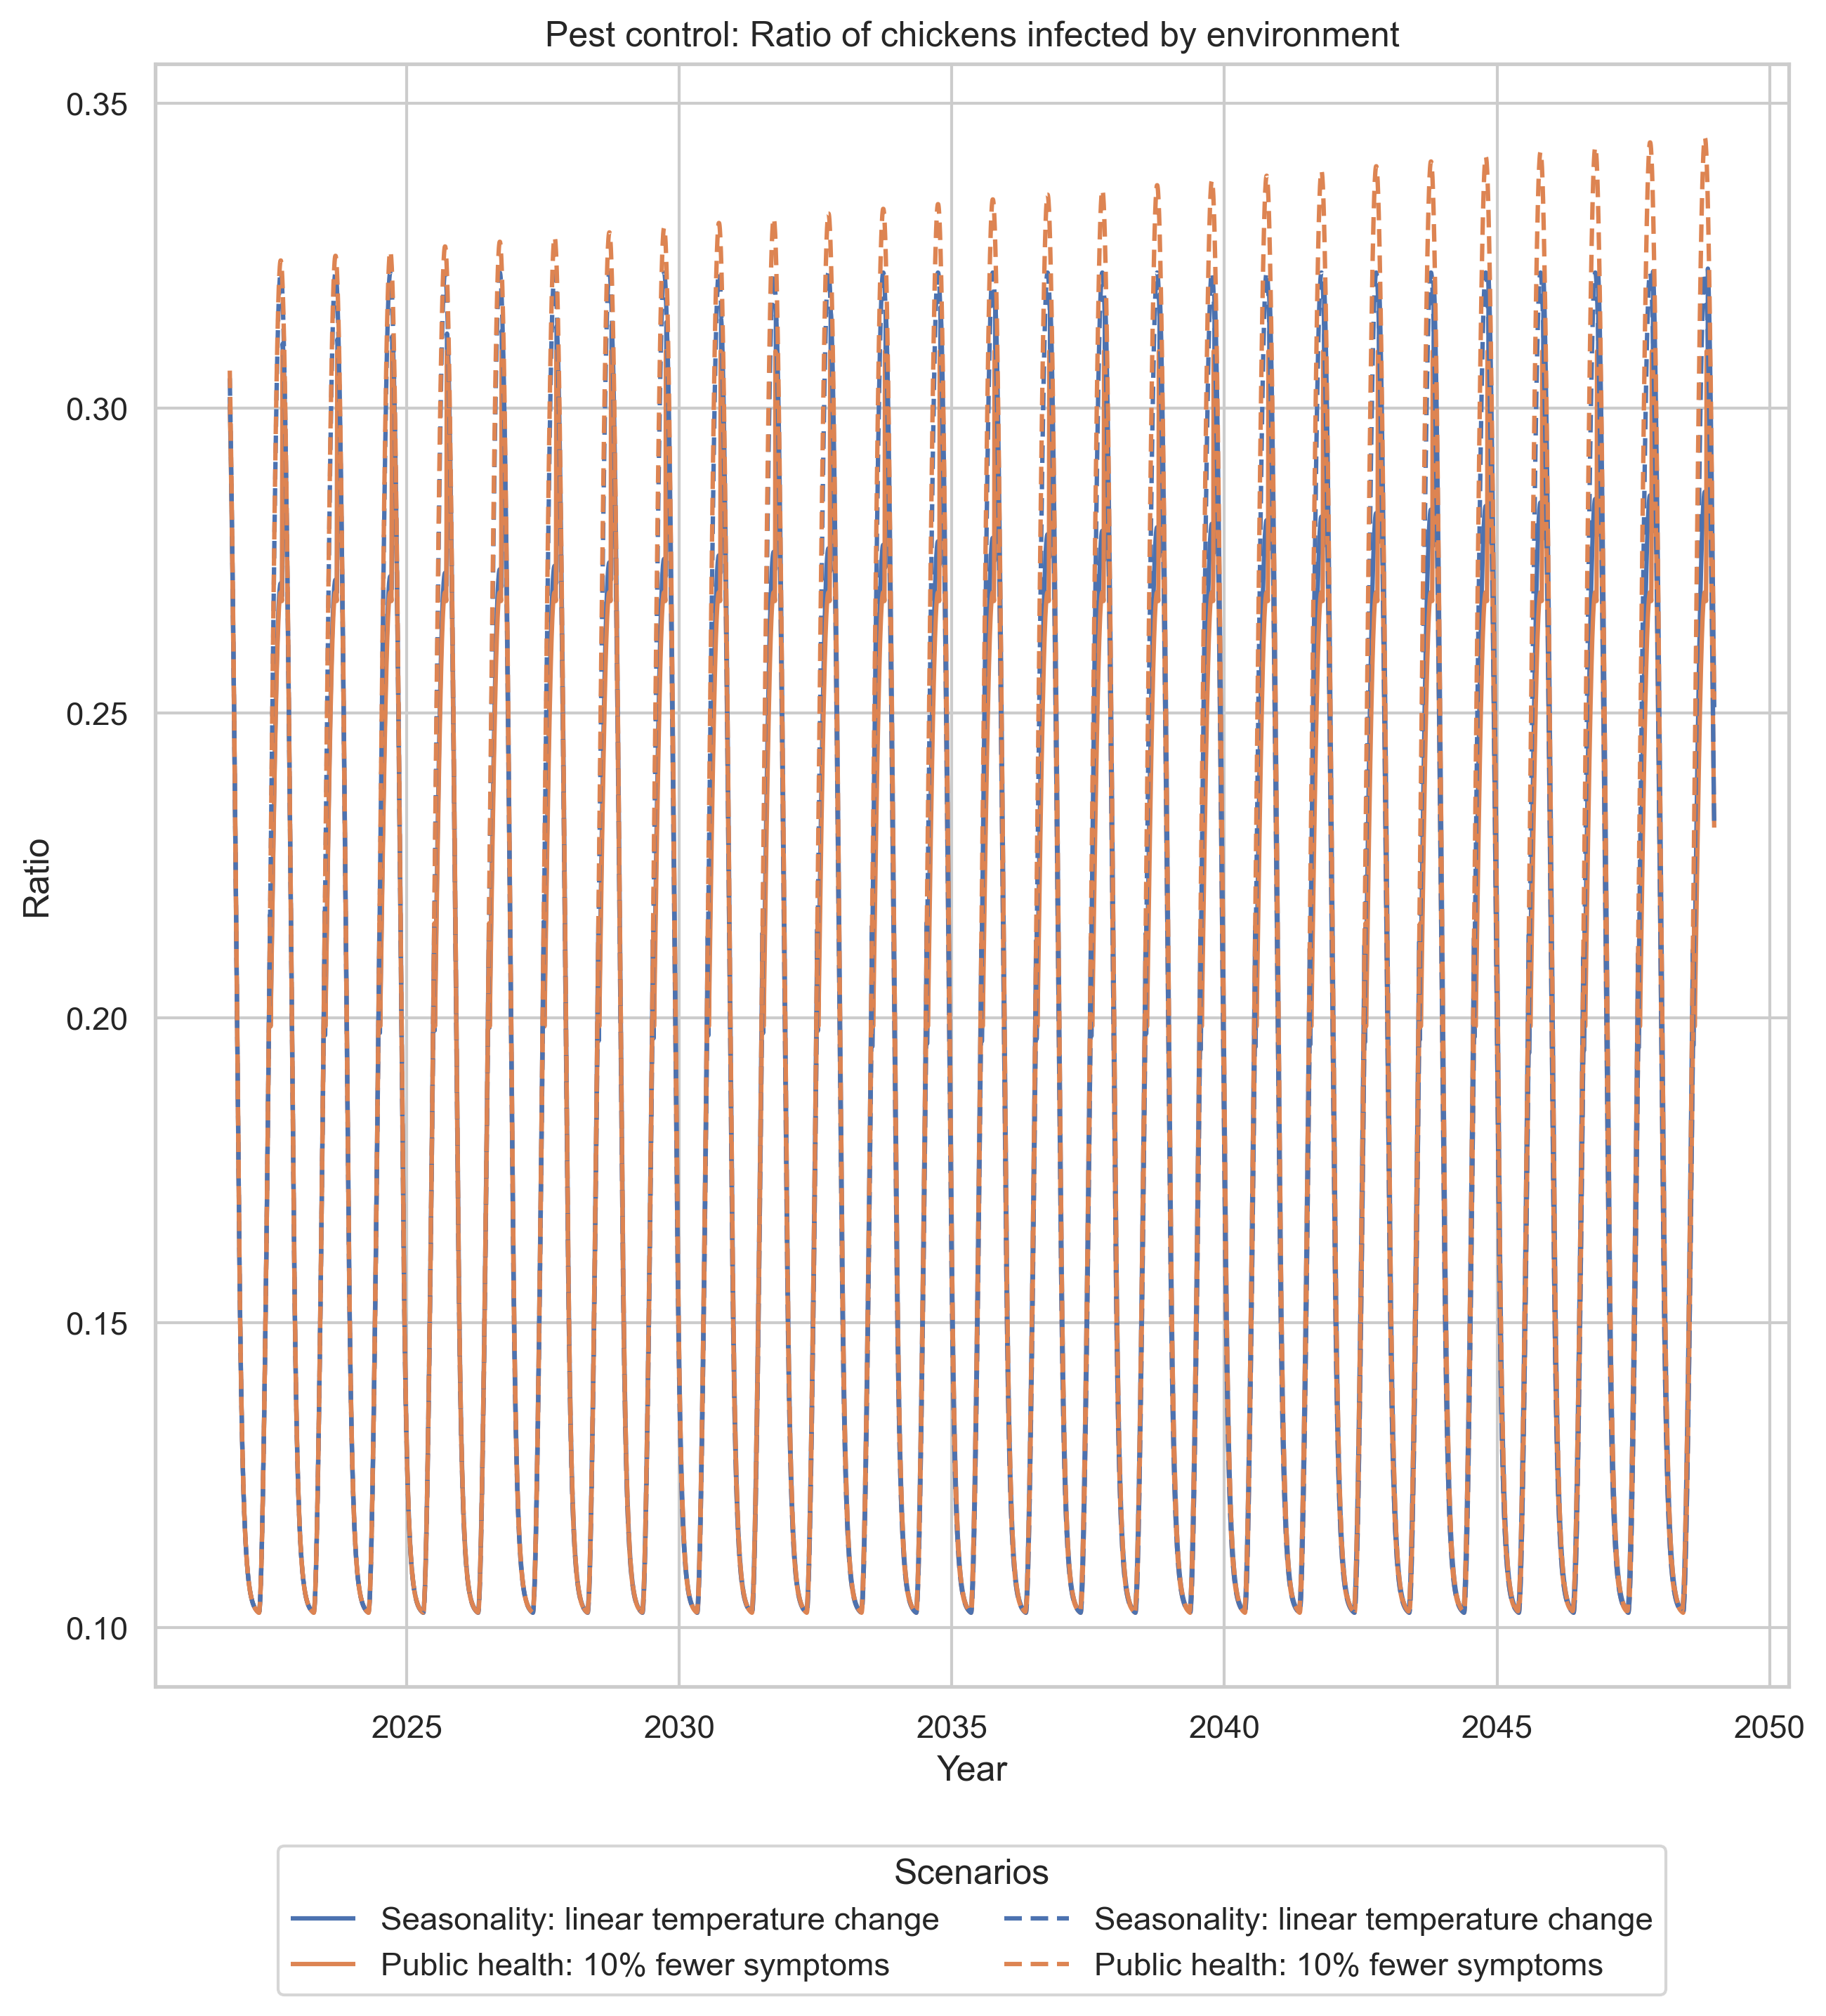 Pest control: Ratio of chickens infected by environment
0.35
0.30
0.25
0.20
0.15
0.10
Ratio
2025 2030 2035 2040 2045 2050
Year
Scenarios
Seasonality: linear temperature change Seasonality: linear temperature change
Public health: 10% fewer symptoms Public health: 10% fewer symptoms